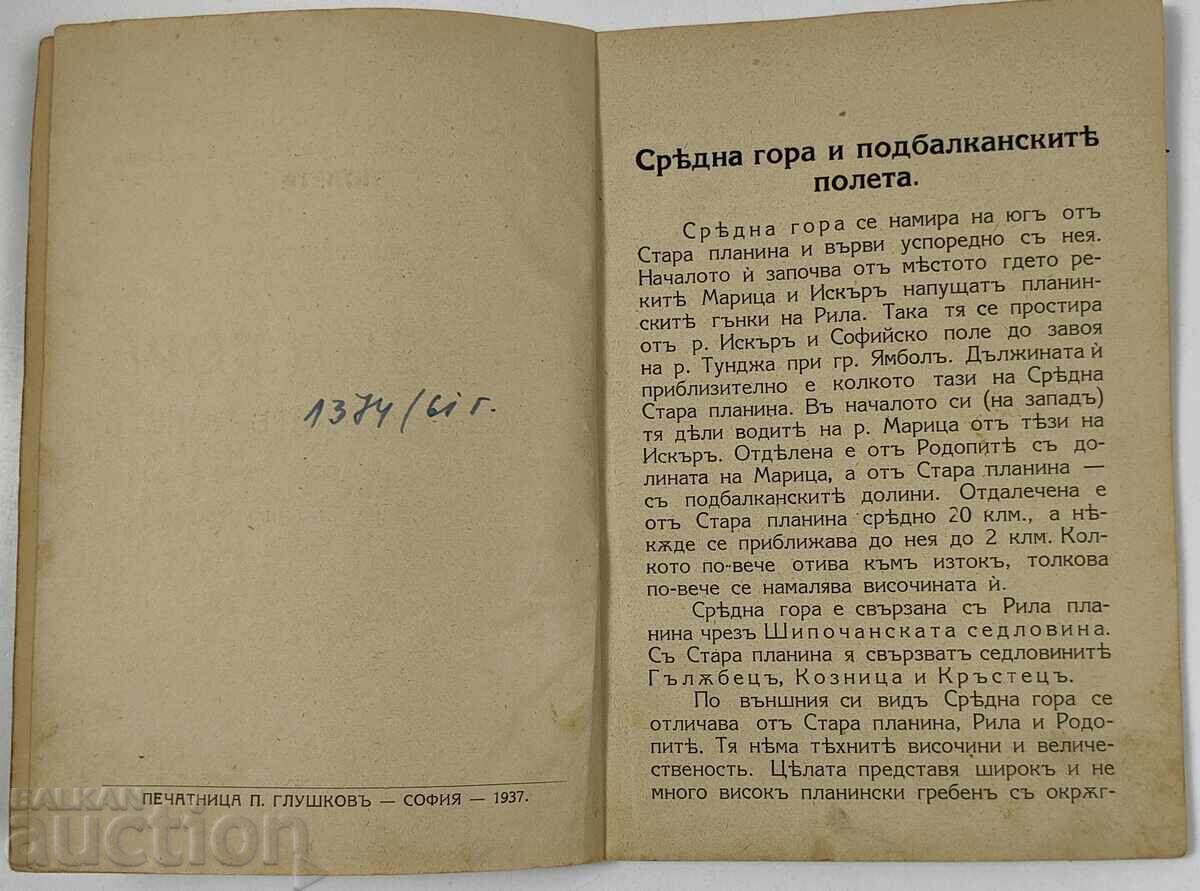 1374/61 г.
ПЕЧАТНИЦА П. ГЛУШКОВЪ — СОФИЯ — 1937.
BALKAN
auction
Срѣдна гора и подбалканскитѣ
полета.
Срѣдна гора се намира на югъ отъ
Стара планина и върви успоредно съ нея.
Началото ѝ започва отъ мѣстото гдето ре-
китѣ Марица и Искъръ напущатъ планин-
скитѣ гънки на Рила. Така тя се простира
отъ р. Искъръ и Софийско поле до завоя
на р. Тунджа при гр. Ямболъ. Дължината ѝ
приблизително е колкото тази на Срѣдна
Стара планина. Въ началото си (на западъ)
тя дѣли водитѣ на р. Марица отъ тѣзи на
Искъръ. Отдѣлена е отъ Родопитѣ съ до-
лината на Марица, а отъ Стара планина —
съ подбалканскитѣ долини. Отдалечена е
отъ Стара планина срѣдно 20 клм., а нѣ-
кѫде се приближава до нея до 2 клм. Кол-
кото по-вече отива къмъ изтокъ, толкова
по-вече се намалява височината ѝ.
Срѣдна гора е свързана съ Рила пла-
нина чрезъ Шипочанската седловина.
Съ Стара планина я свързватъ седловинитѣ
Гълѫбецъ, Козница и Кръстецъ.
По външния си видъ Срѣдна гора се
отличава отъ Стара планина, Рила и Родо-
питѣ. Тя нѣма тѣхнитѣ височини и величе-
ственость. Цѣлата представя широкъ и не
много високъ планински гребенъ съ окрѫг-